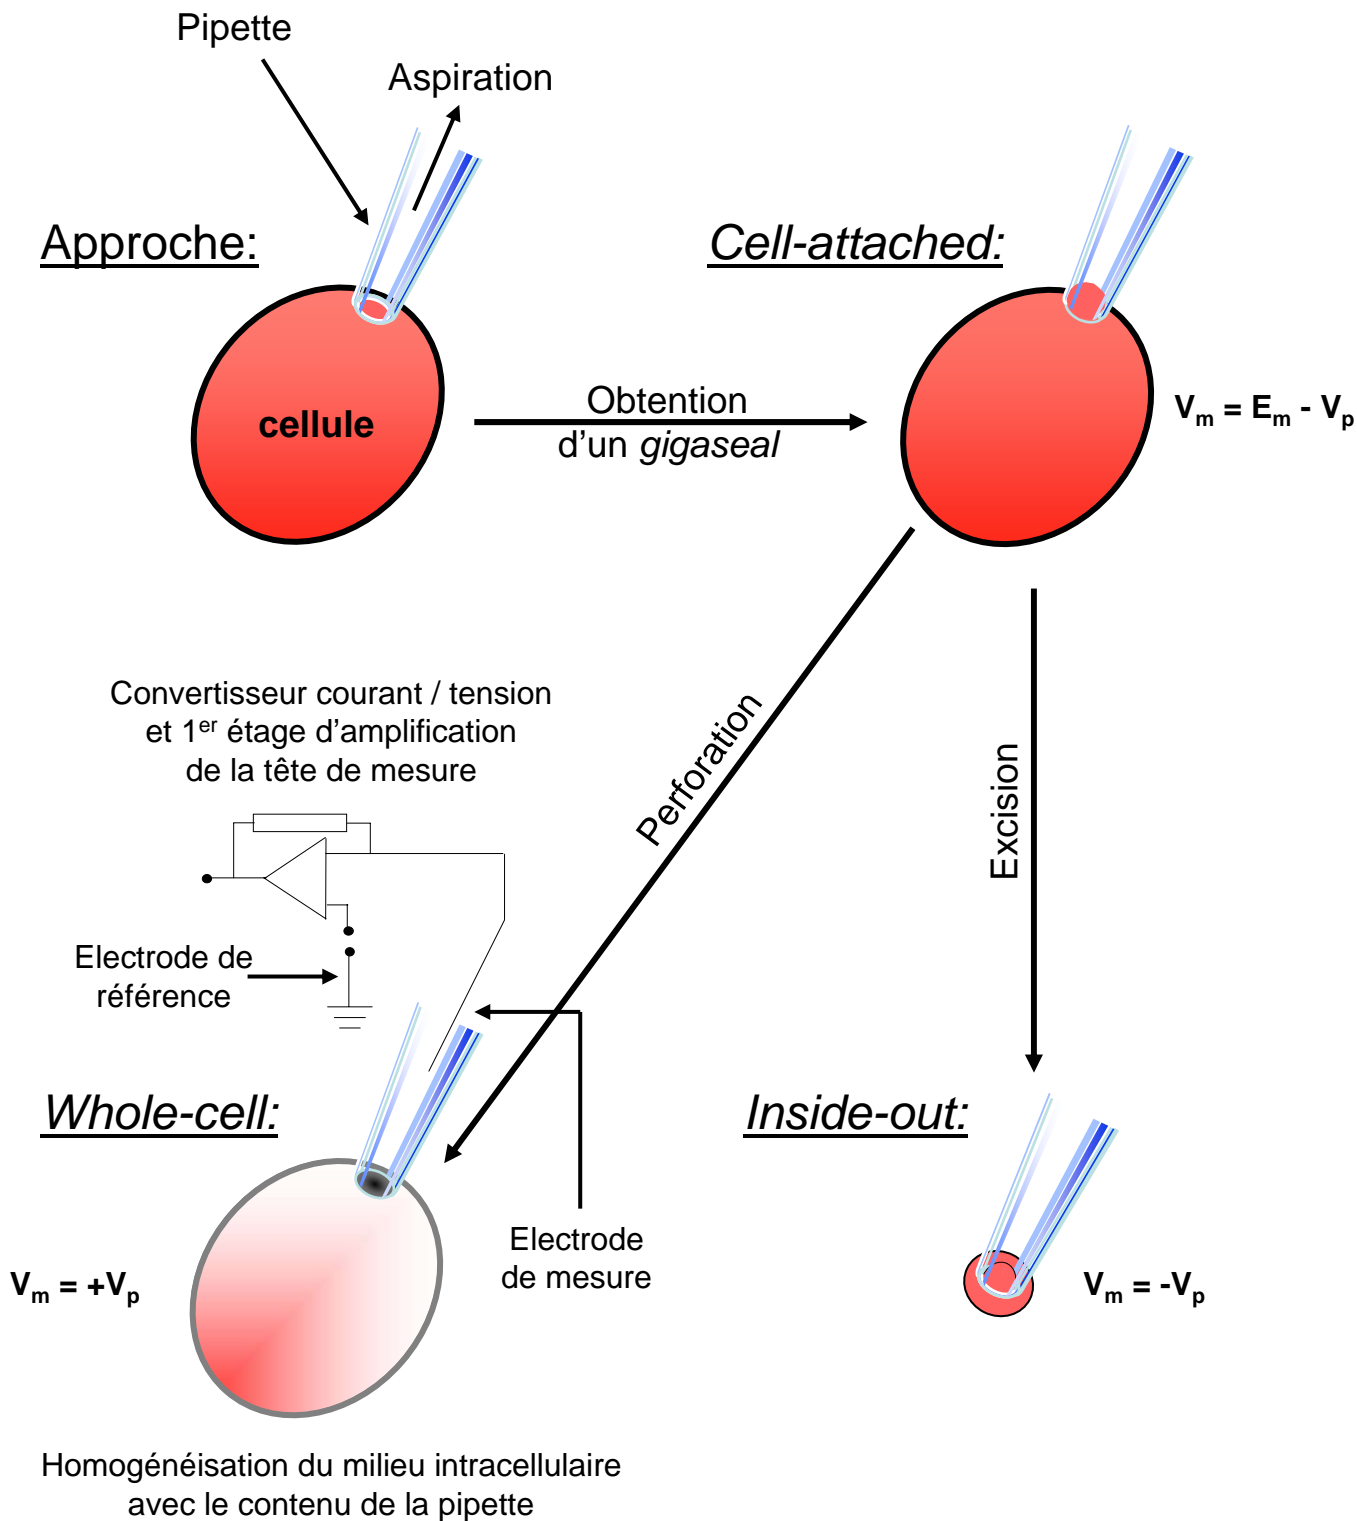 Pipette
Aspiration
Approche:
Cell-attached:
cellule
Obtention
d'un gigaseal
Vm = Em - Vp
Convertisseur courant / tension
et 1er étage d'amplification
de la tête de mesure
Perforation
Excision
Electrode de
référence
Whole-cell:
Inside-out:
Electrode
de mesure
Vm = +Vp
Vm = -Vp
Homogénéisation du milieu intracellulaire
avec le contenu de la pipette